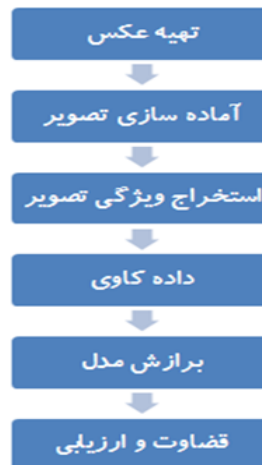 تهیه عکس
آماده سازی تصویر
استخراج ویژگی تصویر
داده کاوی
برازش مدل
قضاوت و ارزیابی